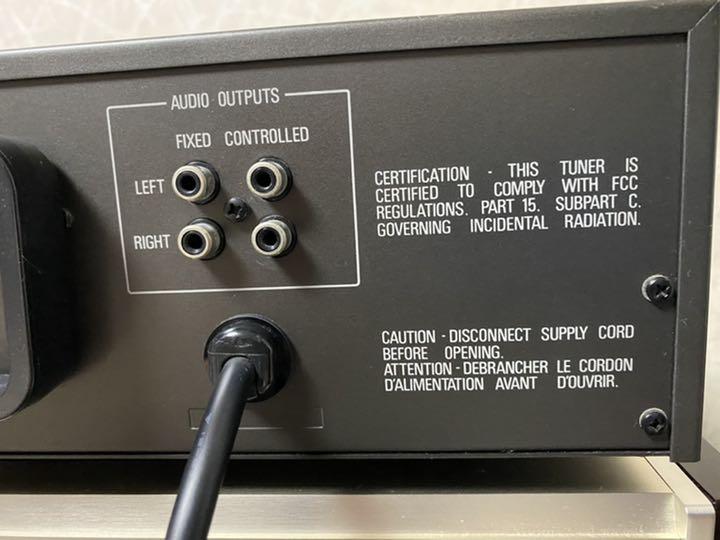 AUDIO OUTPUTS
FIXED CONTROLLED
LEFT
RIGHT
CERTIFICATION - THIS TUNER IS
CERTIFIED TO COMPLY WITH FCC
REGULATIONS. PART 15. SUBPART C.
GOVERNING INCIDENTAL RADIATION.
CAUTION - DISCONNECT SUPPLY CORD
BEFORE OPENING.
ATTENTION - DEBRANCHER LE CORDON
D'ALIMENTATION AVANT D'OUVRIR.